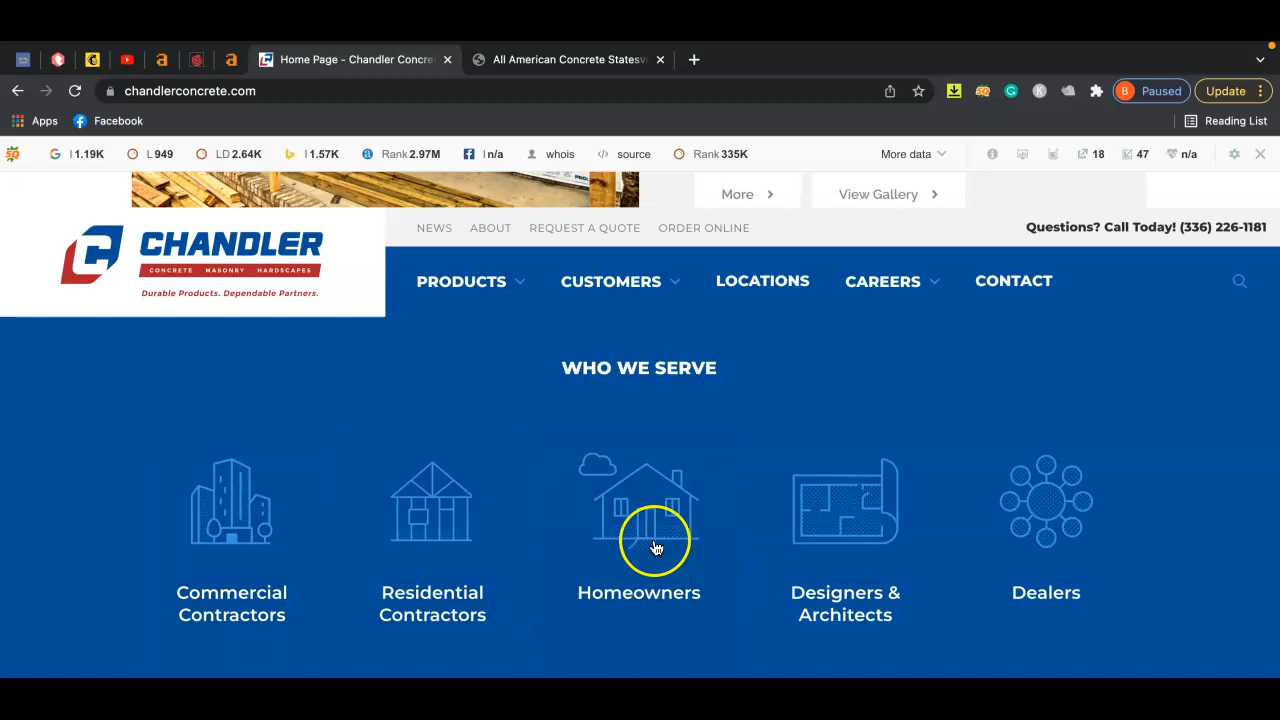 Home Page - Chandler Concre
All American Concrete Statesvi
chandlerconcrete.com
B Paused
Update
Apps
Facebook
Reading List
SQ
I 1.19K
L 949
LD 2.64K
I 1.57K
Rank 2.97M
I n/a
whois
source
Rank 335K
More data
18
47
n/a
More
View Gallery
NEWS
ABOUT
REQUEST A QUOTE
ORDER ONLINE
Questions? Call Today! (336) 226-1181
CHANDLER
CONCRETE MASONRY HARDSCAPES
Durable Products. Dependable Partners.
PRODUCTS
CUSTOMERS
LOCATIONS
CAREERS
CONTACT
WHO WE SERVE
Commercial
Contractors
Residential
Contractors
Homeowners
Designers &
Architects
Dealers